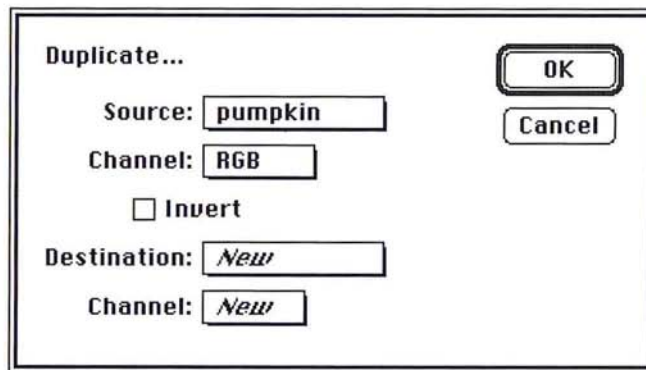 Duplicate...
OK
Source: pumpkin
Cancel
Channel: RGB
Invert
Destination: New
Channel: New